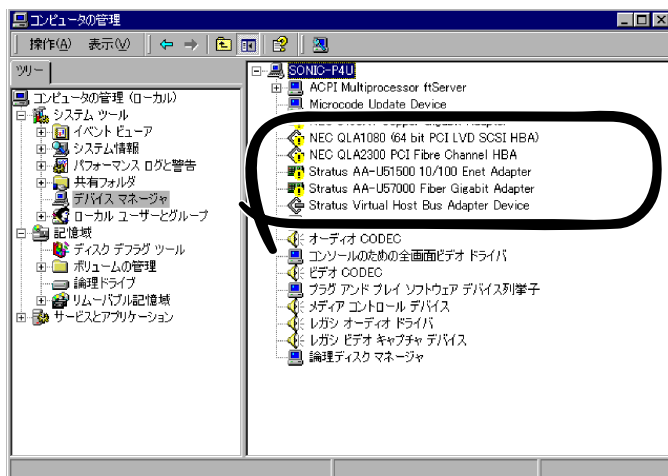 コンピュータの管理
操作(A) 表示(V)
ツリー
コンピュータの管理 (ローカル)
システム ツール
イベント ビューア
システム情報
パフォーマンス ログと警告
共有フォルダ
デバイス マネージャ
ローカル ユーザーとグループ
記憶域
ディスク デフラグ ツール
ボリュームの管理
論理ドライブ
リムーバブル記憶域
サービスとアプリケーション
SONIC-P4U
ACPI Multiprocessor ftServer
Microcode Update Device
NEC QLA1080 (64 bit PCI LVD SCSI HBA)
NEC QLA2300 PCI Fibre Channel HBA
Stratus AA-U51500 10/100 Enet Adapter
Stratus AA-U57000 Fiber Gigabit Adapter
Stratus Virtual Host Bus Adapter Device
オーディオ CODEC
コンソールのための全画面ビデオ ドライバ
ビデオ CODEC
プラグ アンド プレイ ソフトウェア デバイス列挙子
メディア コントロール デバイス
レガシ オーディオ ドライバ
レガシ ビデオ キャプチャ デバイス
論理ディスク マネージャ